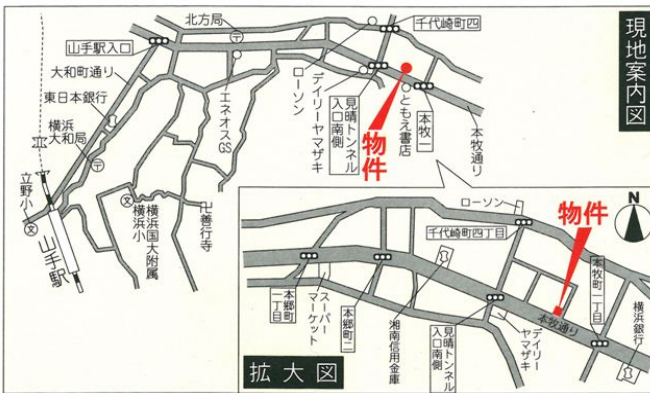 現地案内図
北方局
千代崎町四
山手駅入口
大和町通り
東日本銀行
横浜大和局
立野小
山手駅
横浜国大附属横浜小
卍善行寺
エネオスGS
ローソン
デイリーヤマザキ
見晴トンネル入口南側
物件
ともえ書店
本牧一
本牧通り
拡大図
ローソン
千代崎町四丁目
物件
N
本郷町一丁目
スーパーマーケット
本郷町二
湘南信用金庫
見晴トンネル入口南側
デイリーヤマザキ
本牧通り
本牧町一丁目
横浜銀行